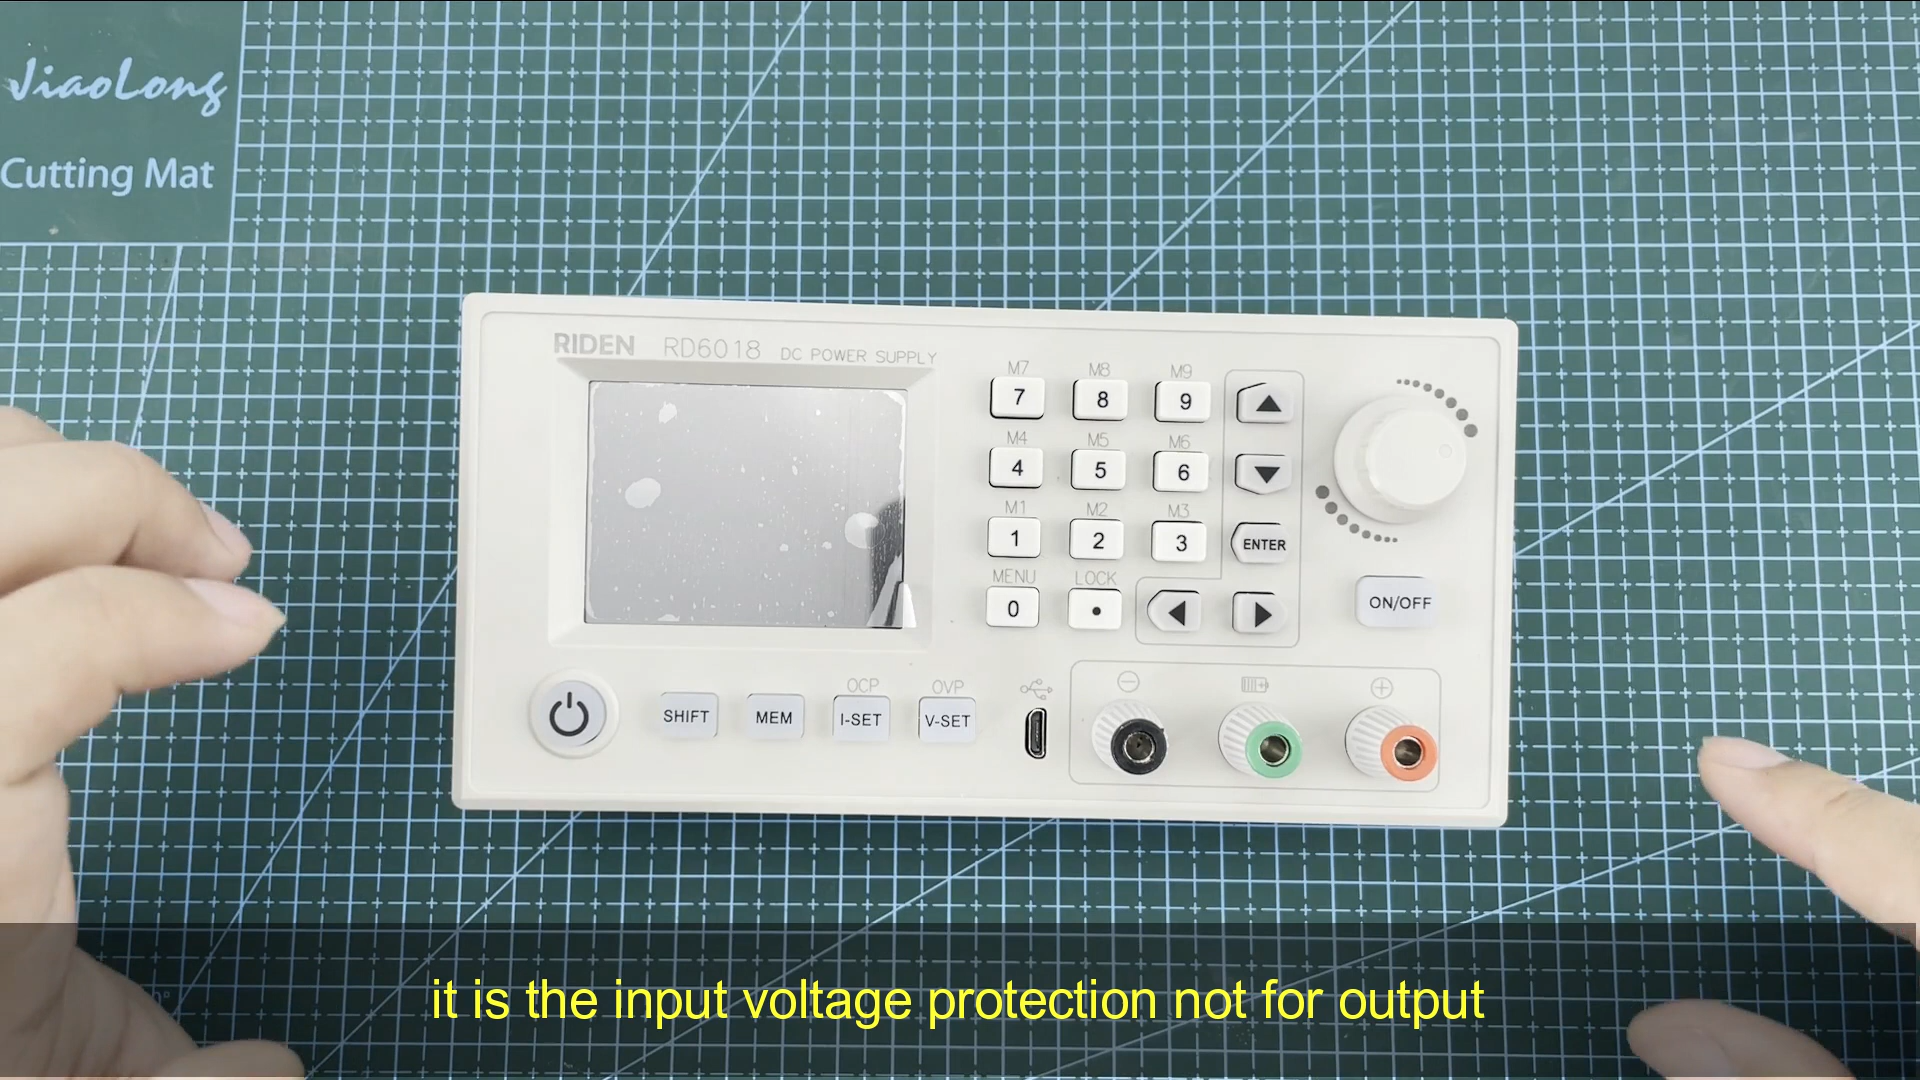 JiaoLong
Cutting Mat
RIDEN RD6018 DC POWER SUPPLY
M7 M8 M9
7 8 9
M4 M5 M6
4 5 6
M1 M2 M3
1 2 3 ENTER
MENU LOCK
0 .
ON/OFF
OCP OVP
SHIFT MEM I-SET V-SET
it is the input voltage protection not for output